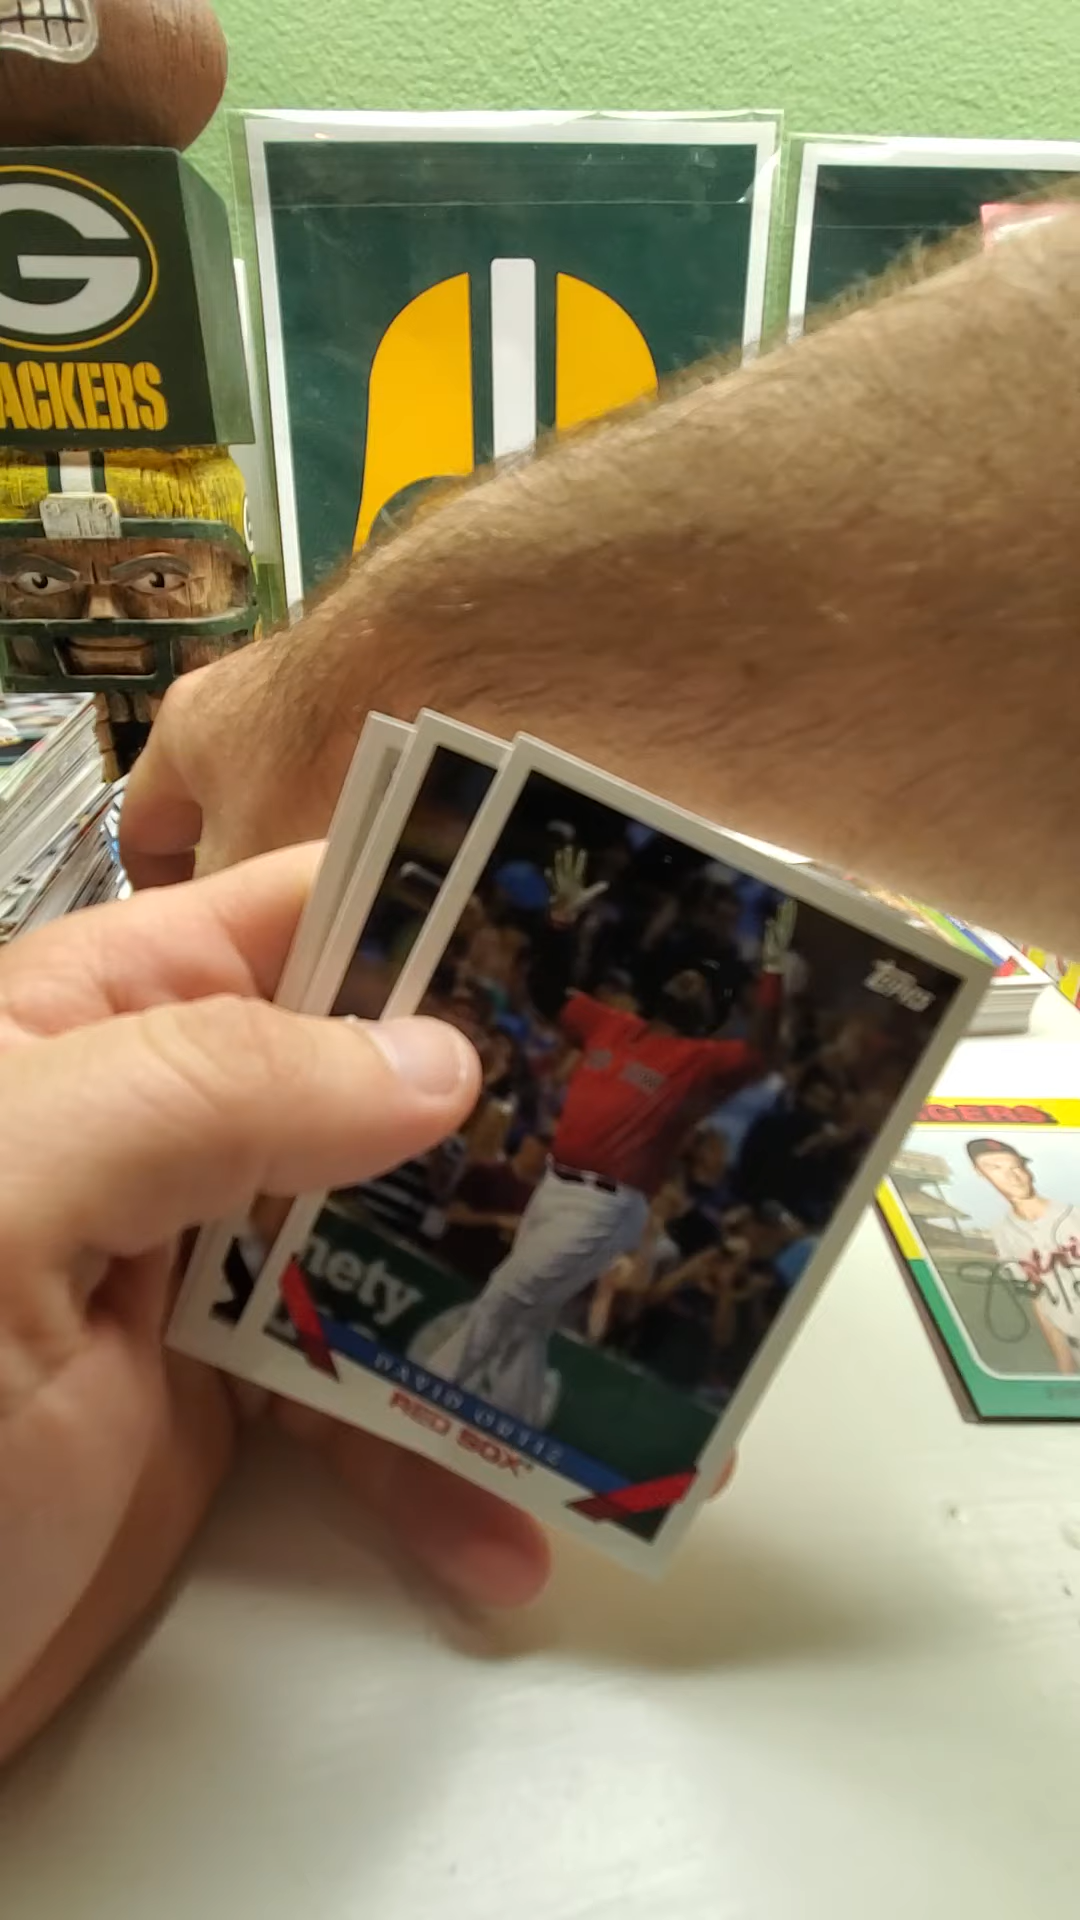 G
ACKERS
TOPPS
nety
DAVID ORTIZ
RED SOX
GERS